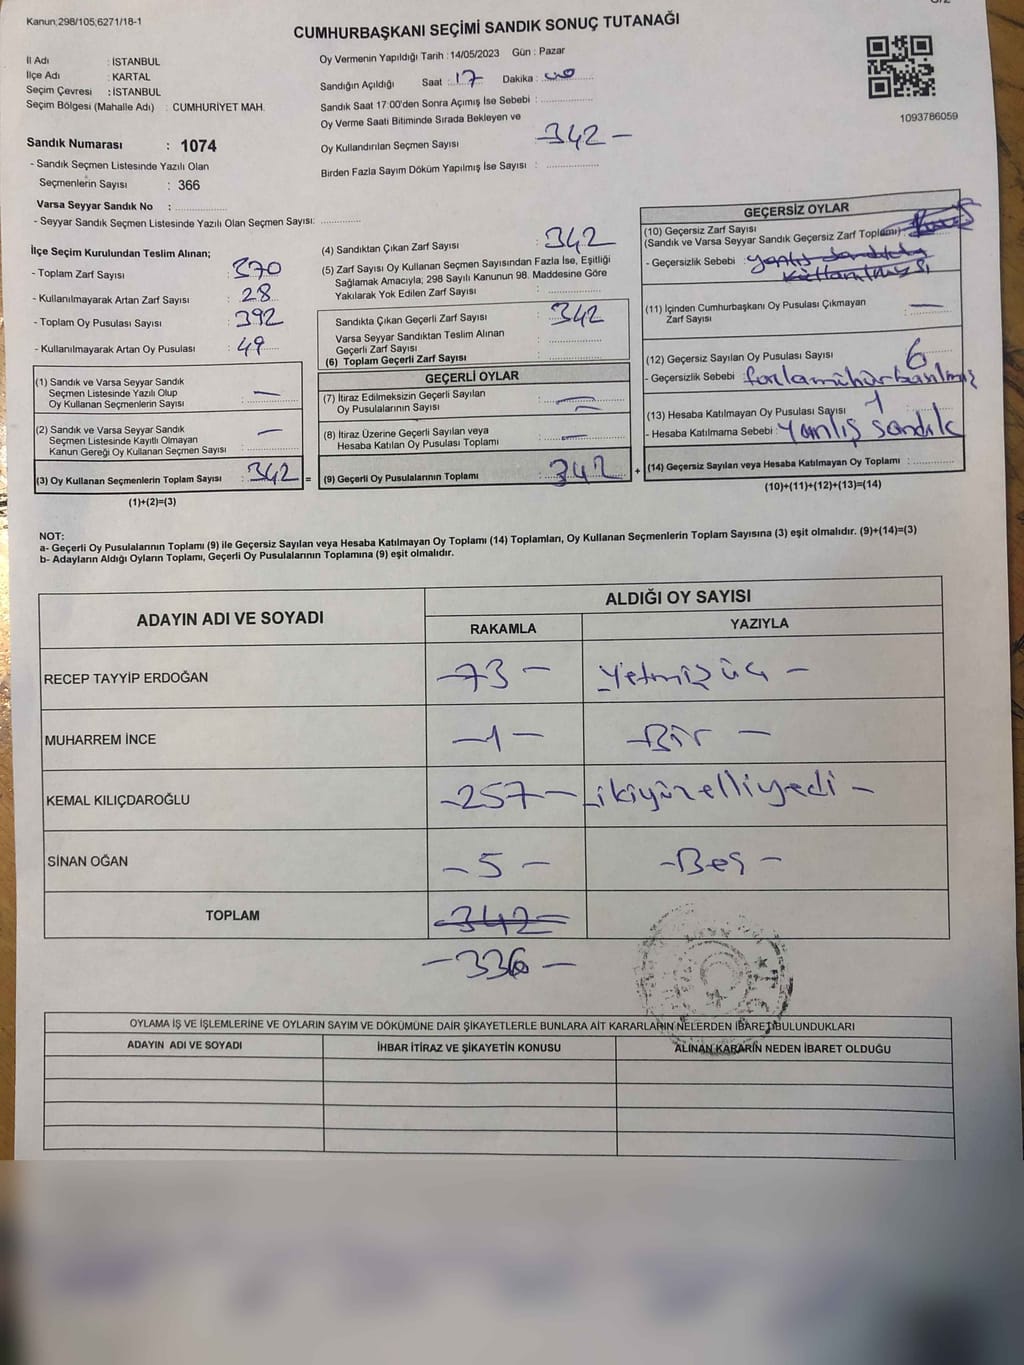 Kanun;298/105;6271/18-1
CUMHURBAŞKANI SEÇİMİ SANDIK SONUÇ TUTANAĞI
İl Adı : İSTANBUL
İlçe Adı : KARTAL
Seçim Çevresi : İSTANBUL
Seçim Bölgesi (Mahalle Adı) : CUMHURİYET MAH.
Oy Vermenin Yapıldığı Tarih : 14/05/2023 Gün : Pazar
Sandığın Açıldığı Saat : 17 Dakika : 00
Sandık Saat 17:00'den Sonra Açımış İse Sebebi :
Oy Verme Saati Bitiminde Sırada Bekleyen ve
Oy Kullandırılan Seçmen Sayısı : 342 -
Birden Fazla Sayım Döküm Yapılmış İse Sayısı :
1093786059
Sandık Numarası : 1074
- Sandık Seçmen Listesinde Yazılı Olan
Seçmenlerin Sayısı : 366
Varsa Seyyar Sandık No :
- Seyyar Sandık Seçmen Listesinde Yazılı Olan Seçmen Sayısı:
İlçe Seçim Kurulundan Teslim Alınan;
- Toplam Zarf Sayısı : 370
- Kullanılmayarak Artan Zarf Sayısı : 28
- Toplam Oy Pusulası Sayısı : 392
- Kullanılmayarak Artan Oy Pusulası : 49
(1) Sandık ve Varsa Seyyar Sandık
Seçmen Listesinde Yazılı Olup
Oy Kullanan Seçmenlerin Sayısı : —
(2) Sandık ve Varsa Seyyar Sandık
Seçmen Listesinde Kayıtlı Olmayan
Kanun Gereği Oy Kullanan Seçmen Sayısı : —
(3) Oy Kullanan Seçmenlerin Toplam Sayısı : 342 =
(1)+(2)=(3)
(4) Sandıktan Çıkan Zarf Sayısı : 342
(5) Zarf Sayısı Oy Kullanan Seçmen Sayısından Fazla İse, Eşitliği
Sağlamak Amacıyla, 298 Sayılı Kanunun 98. Maddesine Göre
Yakılarak Yok Edilen Zarf Sayısı :
Sandıkta Çıkan Geçerli Zarf Sayısı : 342
Varsa Seyyar Sandıktan Teslim Alınan
Geçerli Zarf Sayısı :
(6) Toplam Geçerli Zarf Sayısı :
GEÇERLİ OYLAR
(7) İtiraz Edilmeksizin Geçerli Sayılan
Oy Pusulalarının Sayısı : —
(8) İtiraz Üzerine Geçerli Sayılan veya
Hesaba Katılan Oy Pusulası Toplamı : —
(9) Geçerli Oy Pusulalarının Toplamı : 342 +
GEÇERSİZ OYLAR
(10) Geçersiz Zarf Sayısı
(Sandık ve Varsa Seyyar Sandık Geçersiz Zarf Toplamı) :
- Geçersizlik Sebebi : yanlış sandıkta
kullanılmışsı
(11) İçinden Cumhurbaşkanı Oy Pusulası Çıkmayan
Zarf Sayısı : —
(12) Geçersiz Sayılan Oy Pusulası Sayısı : 6
- Geçersizlik Sebebi : fazla mühür basılmış
(13) Hesaba Katılmayan Oy Pusulası Sayısı : 1
- Hesaba Katılmama Sebebi : Yanlış sandık
(14) Geçersiz Sayılan veya Hesaba Katılmayan Oy Toplamı :
(10)+(11)+(12)+(13)=(14)
NOT:
a- Geçerli Oy Pusulalarının Toplamı (9) ile Geçersiz Sayılan veya Hesaba Katılmayan Oy Toplamı (14) Toplamları, Oy Kullanan Seçmenlerin Toplam Sayısına (3) eşit olmalıdır. (9)+(14)=(3)
b- Adayların Aldığı Oyların Toplamı, Geçerli Oy Pusulalarının Toplamına (9) eşit olmalıdır.
ADAYIN ADI VE SOYADI
ALDIĞI OY SAYISI
RAKAMLA YAZIYLA
RECEP TAYYİP ERDOĞAN -73- Yetmişüç -
MUHARREM İNCE -1- -Bir-
KEMAL KILIÇDAROĞLU -257- -ikiyüzelliyedi-
SİNAN OĞAN -5- -Beş-
TOPLAM -342-
-336-
OYLAMA İŞ VE İŞLEMLERİNE VE OYLARIN SAYIM VE DÖKÜMÜNE DAİR ŞİKAYETLERLE BUNLARA AİT KARARLARIN NELERDEN İBARET BULUNDUKLARI
ADAYIN ADI VE SOYADI İHBAR İTİRAZ VE ŞİKAYETİN KONUSU ALINAN KARARIN NEDEN İBARET OLDUĞU